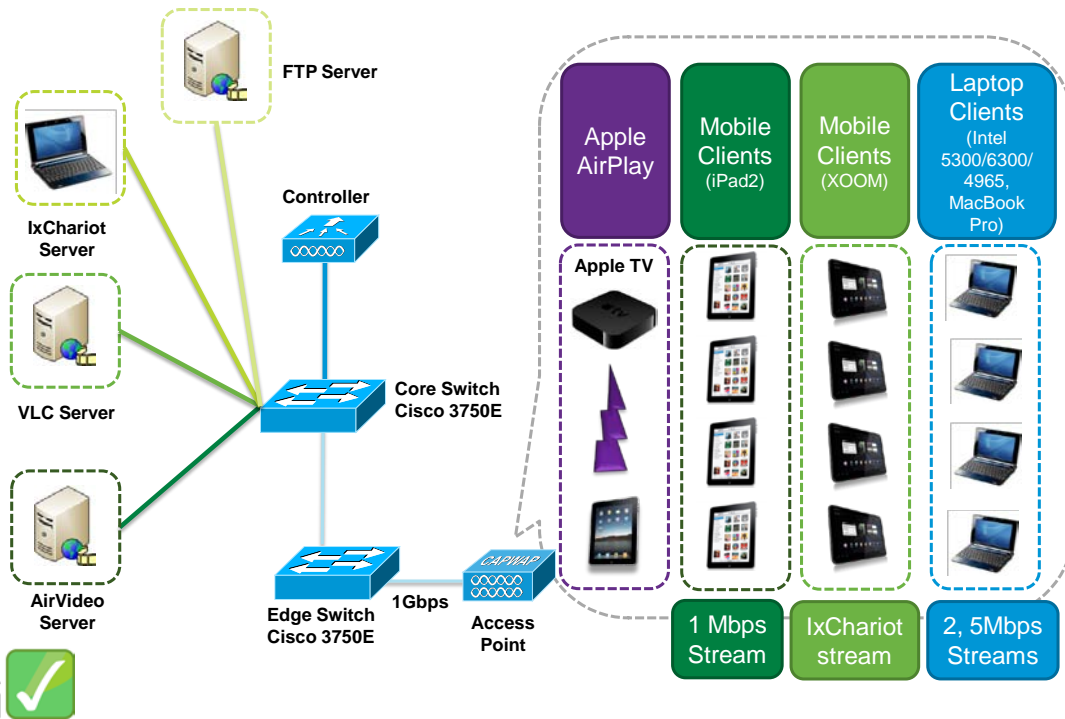 FTP Server
IxChariot
Server
VLC Server
AirVideo
Server
Controller
Core Switch
Cisco 3750E
Edge Switch
Cisco 3750E
1Gbps
CAPWAP
Access
Point
Apple
AirPlay
Mobile
Clients
(iPad2)
Mobile
Clients
(XOOM)
Laptop
Clients
(Intel
5300/6300/
4965,
MacBook
Pro)
Apple TV
tv
1 Mbps
Stream
IxChariot
stream
2, 5Mbps
Streams